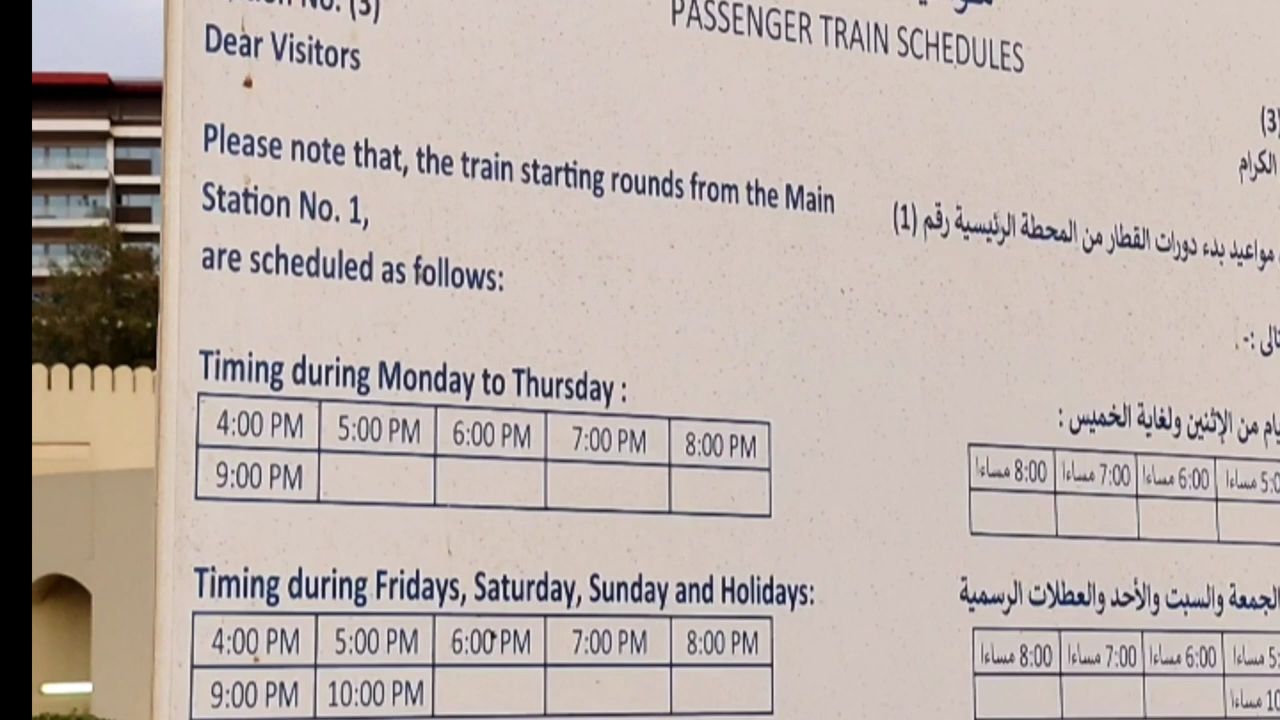 No. (3)
PASSENGER TRAIN SCHEDULES
Dear Visitors
Please note that, the train starting rounds from the Main
Station No. 1,
are scheduled as follows:
Timing during Monday to Thursday :
4:00 PM 5:00 PM 6:00 PM 7:00 PM 8:00 PM
9:00 PM
Timing during Fridays, Saturday, Sunday and Holidays:
4:00 PM 5:00 PM 6:00 PM 7:00 PM 8:00 PM
9:00 PM 10:00 PM
(3)
الكرام
مواعيد بدء دورات القطار من المحطة الرئيسية رقم (1)
من الإثنين ولغاية الخميس :
6:00 مساءا 7:00 مساءا 8:00 مساءا
الجمعة والسبت والأحد والعطلات الرسمية
6:00 مساءا 7:00 مساءا 8:00 مساءا